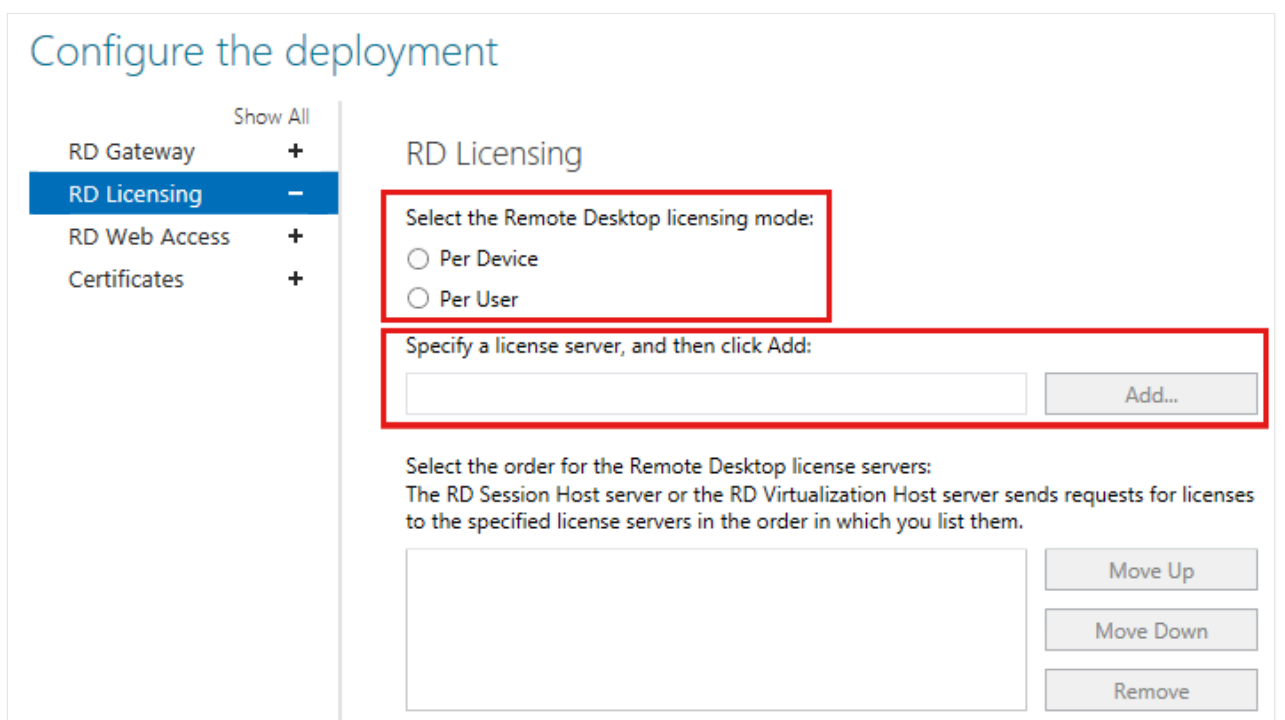 Configure the deployment
Show All
RD Gateway +
RD Licensing –
RD Web Access +
Certificates +
RD Licensing
Select the Remote Desktop licensing mode:
Per Device
Per User
Specify a license server, and then click Add:
Add...
Select the order for the Remote Desktop license servers:
The RD Session Host server or the RD Virtualization Host server sends requests for licenses
to the specified license servers in the order in which you list them.
Move Up
Move Down
Remove